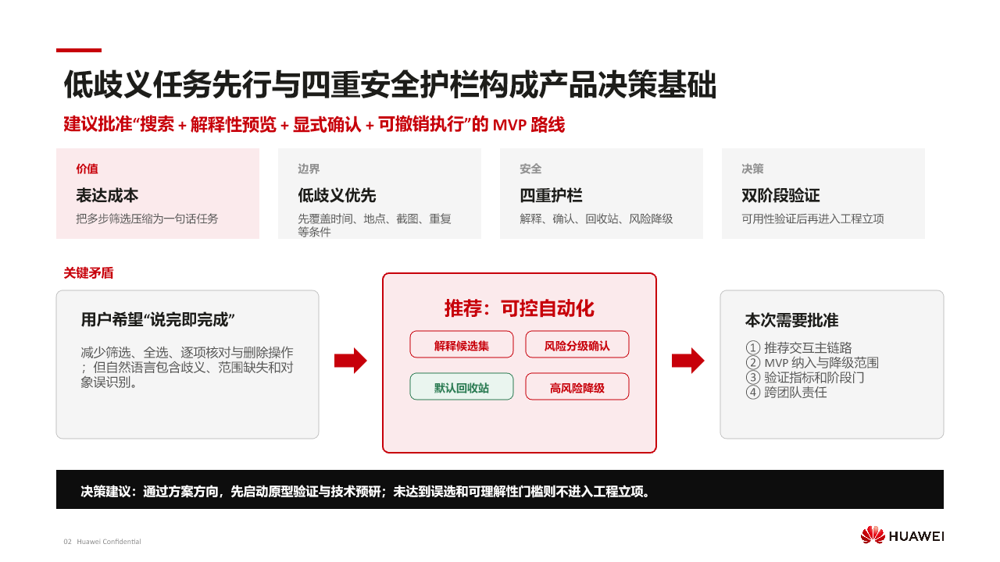 低歧义任务先行与四重安全护栏构成产品决策基础
建议批准“搜索 + 解释性预览 + 显式确认 + 可撤销执行”的 MVP 路线
价值
表达成本
把多步筛选压缩为一句话任务
边界
低歧义优先
先覆盖时间、地点、截图、重复
等条件
安全
四重护栏
解释、确认、回收站、风险降级
决策
双阶段验证
可用性验证后再进入工程立项
关键矛盾
用户希望“说完即完成”
减少筛选、全选、逐项核对与删除操作
；但自然语言包含歧义、范围缺失和对
象误识别。
推荐：可控自动化
解释候选集
风险分级确认
默认回收站
高风险降级
本次需要批准
① 推荐交互主链路
② MVP 纳入与降级范围
③ 验证指标和阶段门
④ 跨团队责任
决策建议：通过方案方向，先启动原型验证与技术预研；未达到误选和可理解性门槛则不进入工程立项。
02 Huawei Confidential
HUAWEI